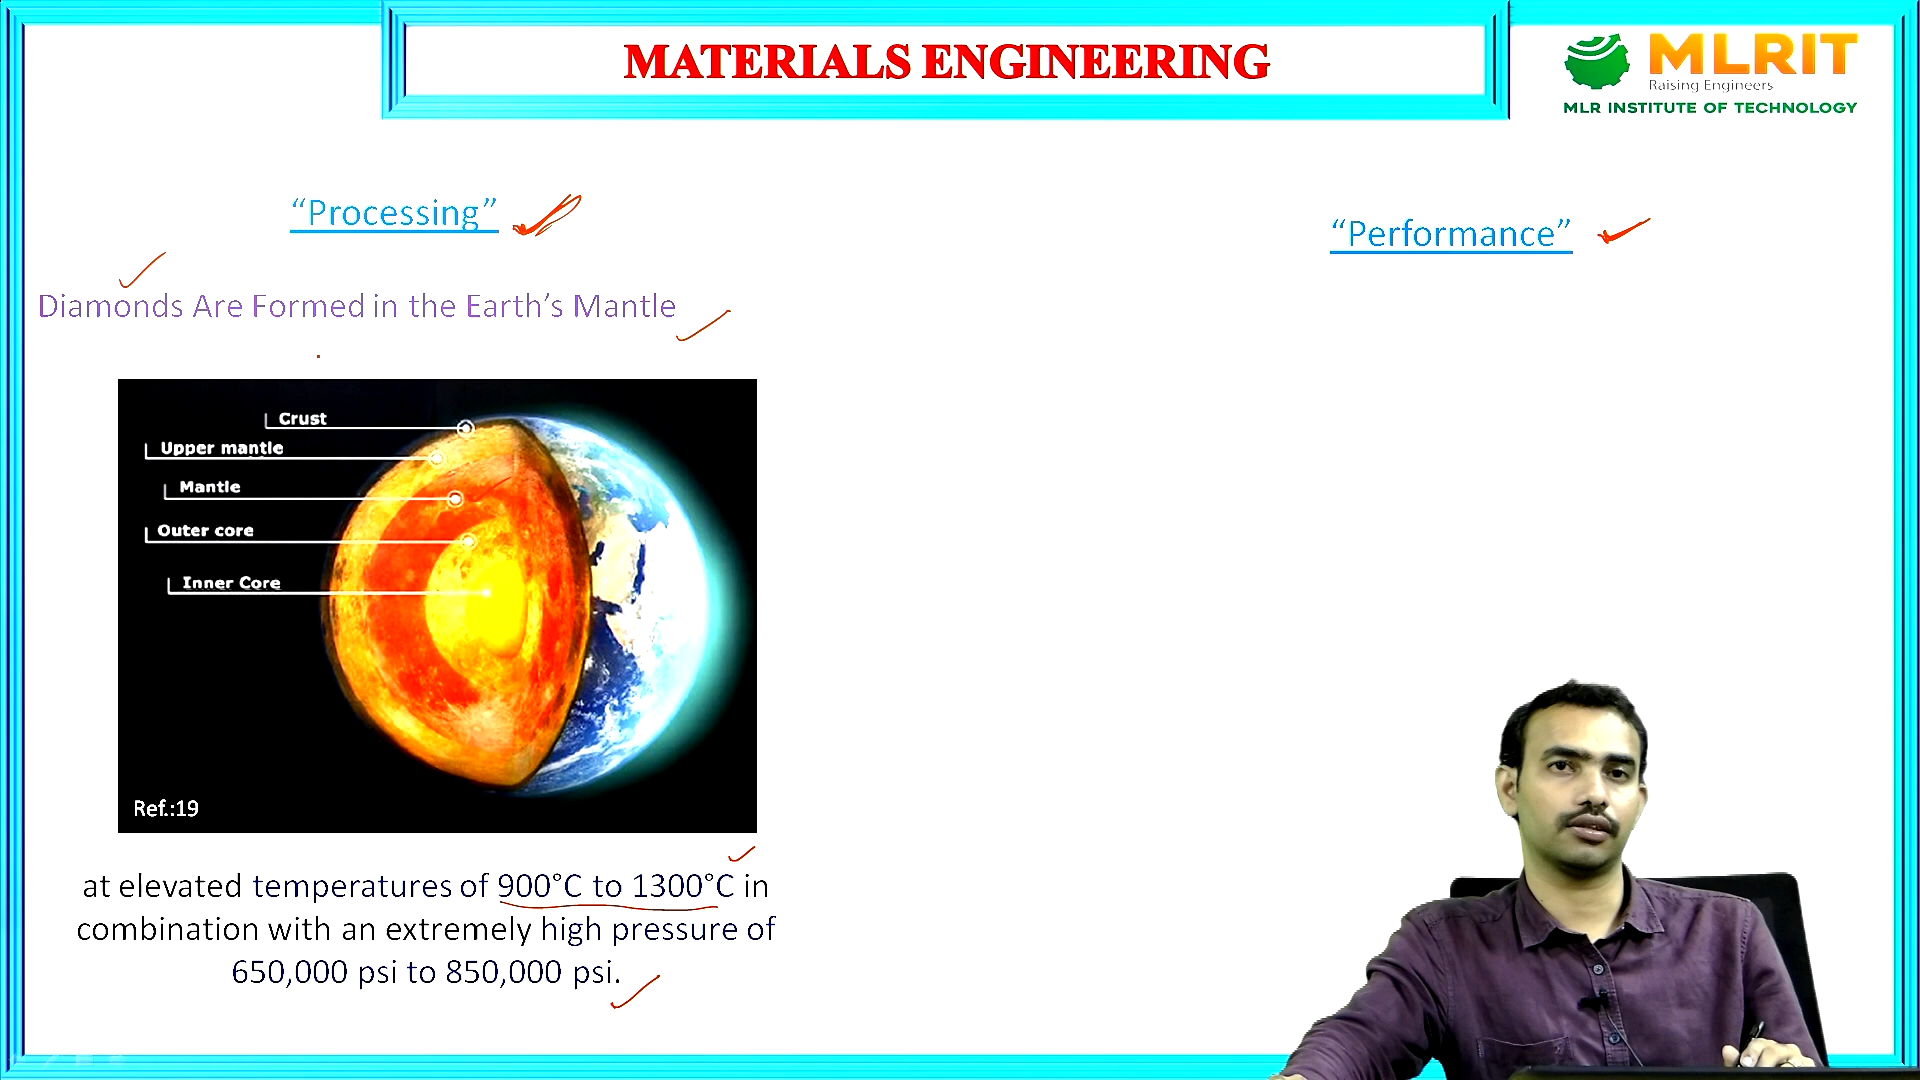 MATERIALS ENGINEERING
MLRIT
Raising Engineers
MLR INSTITUTE OF TECHNOLOGY
“Processing”
“Performance”
Diamonds Are Formed in the Earth’s Mantle
Crust
Upper mantle
Mantle
Outer core
Inner Core
Ref.:19
at elevated temperatures of 900°C to 1300°C in
combination with an extremely high pressure of
650,000 psi to 850,000 psi.